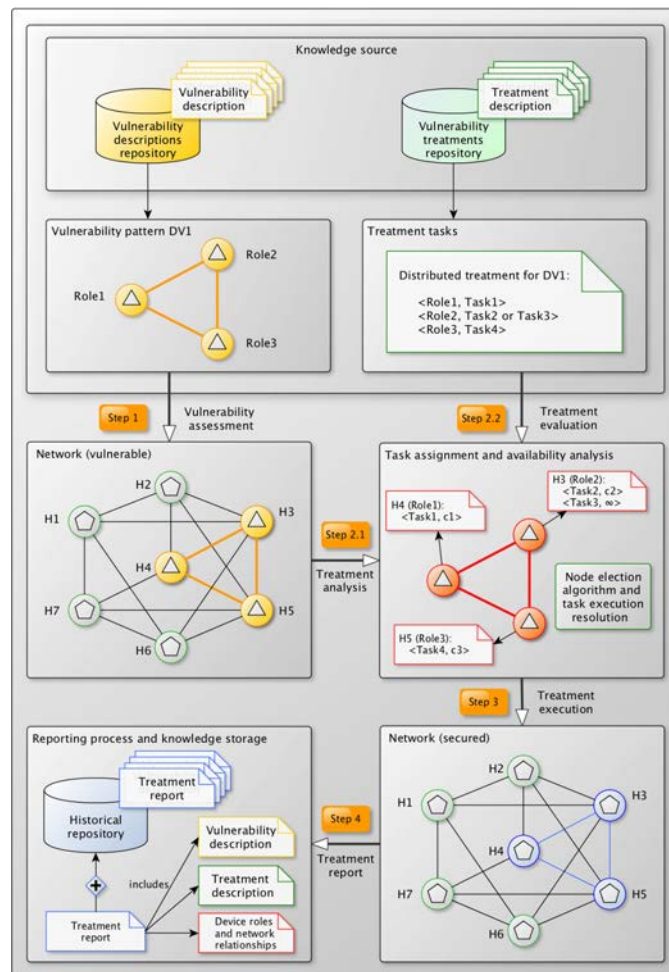 Knowledge source
Vulnerability
description
Vulnerability
descriptions
repository
Treatment
description
Vulnerability
treatments
repository
Vulnerability pattern DV1
Role2
Role1
Role3
Treatment tasks
Distributed treatment for DV1:
<Role1, Task1>
<Role2, Task2 or Task3>
<Role3, Task4>
Step 1
Vulnerability
assessment
Step 2.2
Treatment
evaluation
Network (vulnerable)
H2
H1
H3
H4
H7
H5
H6
Step 2.1
Treatment
analysis
Task assignment and availability analysis
H3 (Role2):
<Task2, c2>
<Task3, ∞>
H4 (Role1):
<Task1, c1>
Node election
algorithm and
task execution
resolution
H5 (Role3):
<Task4, c3>
Step 3
Treatment
execution
Reporting process and knowledge storage
Treatment
report
Historical
repository
Vulnerability
description
includes
Treatment
description
Treatment
report
Device roles
and network
relationships
Step 4
Treatment
report
Network (secured)
H2
H1
H3
H4
H7
H5
H6